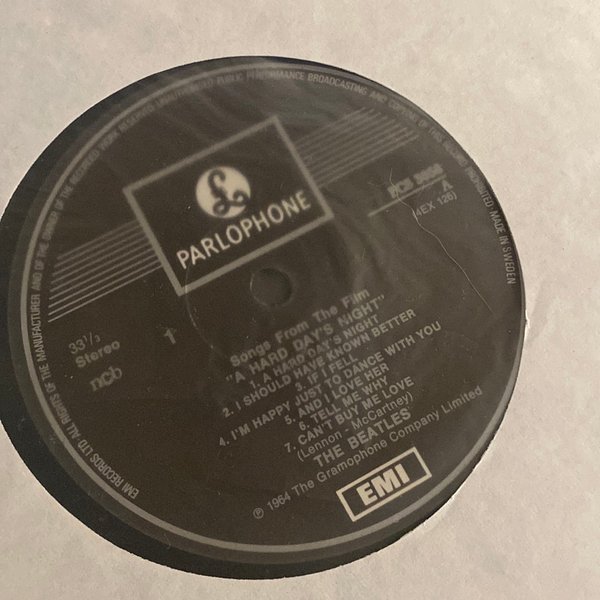 EMI RECORDS LTD ALL RIGHTS OF THE MANUFACTURER AND OF THE OWNER OF THE RECORDED WORK RESERVED UNAUTHORISED PUBLIC PERFORMANCE BROADCASTING AND COPYING OF THIS RECORD PROHIBITED. MADE IN SWEDEN
£
PARLOPHONE
PCS
A
(4EX 126)
33 1/3
Stereo
ncb
1
Songs From The Film
"A HARD DAY'S NIGHT"
1. A HARD DAY'S NIGHT
2. I SHOULD HAVE KNOWN BETTER
3. IF I FELL
4. I'M HAPPY JUST TO DANCE WITH YOU
5. AND I LOVE HER
6. TELL ME WHY
7. CAN'T BUY ME LOVE
(Lennon - McCartney)
THE BEATLES
℗ 1964 The Gramophone Company Limited
EMI